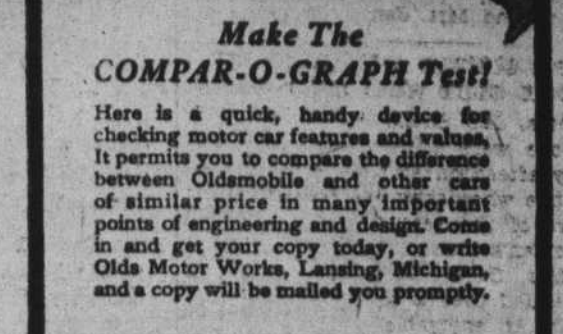 Make The
COMPAR-O-GRAPH Test!
Here is a quick, handy device for
checking motor car features and values.
It permits you to compare the difference
between Oldsmobile and other cars
of similar price in many important
points of engineering and design. Come
in and get your copy today, or write
Olds Motor Works, Lansing, Michigan,
and a copy will be mailed you promptly.